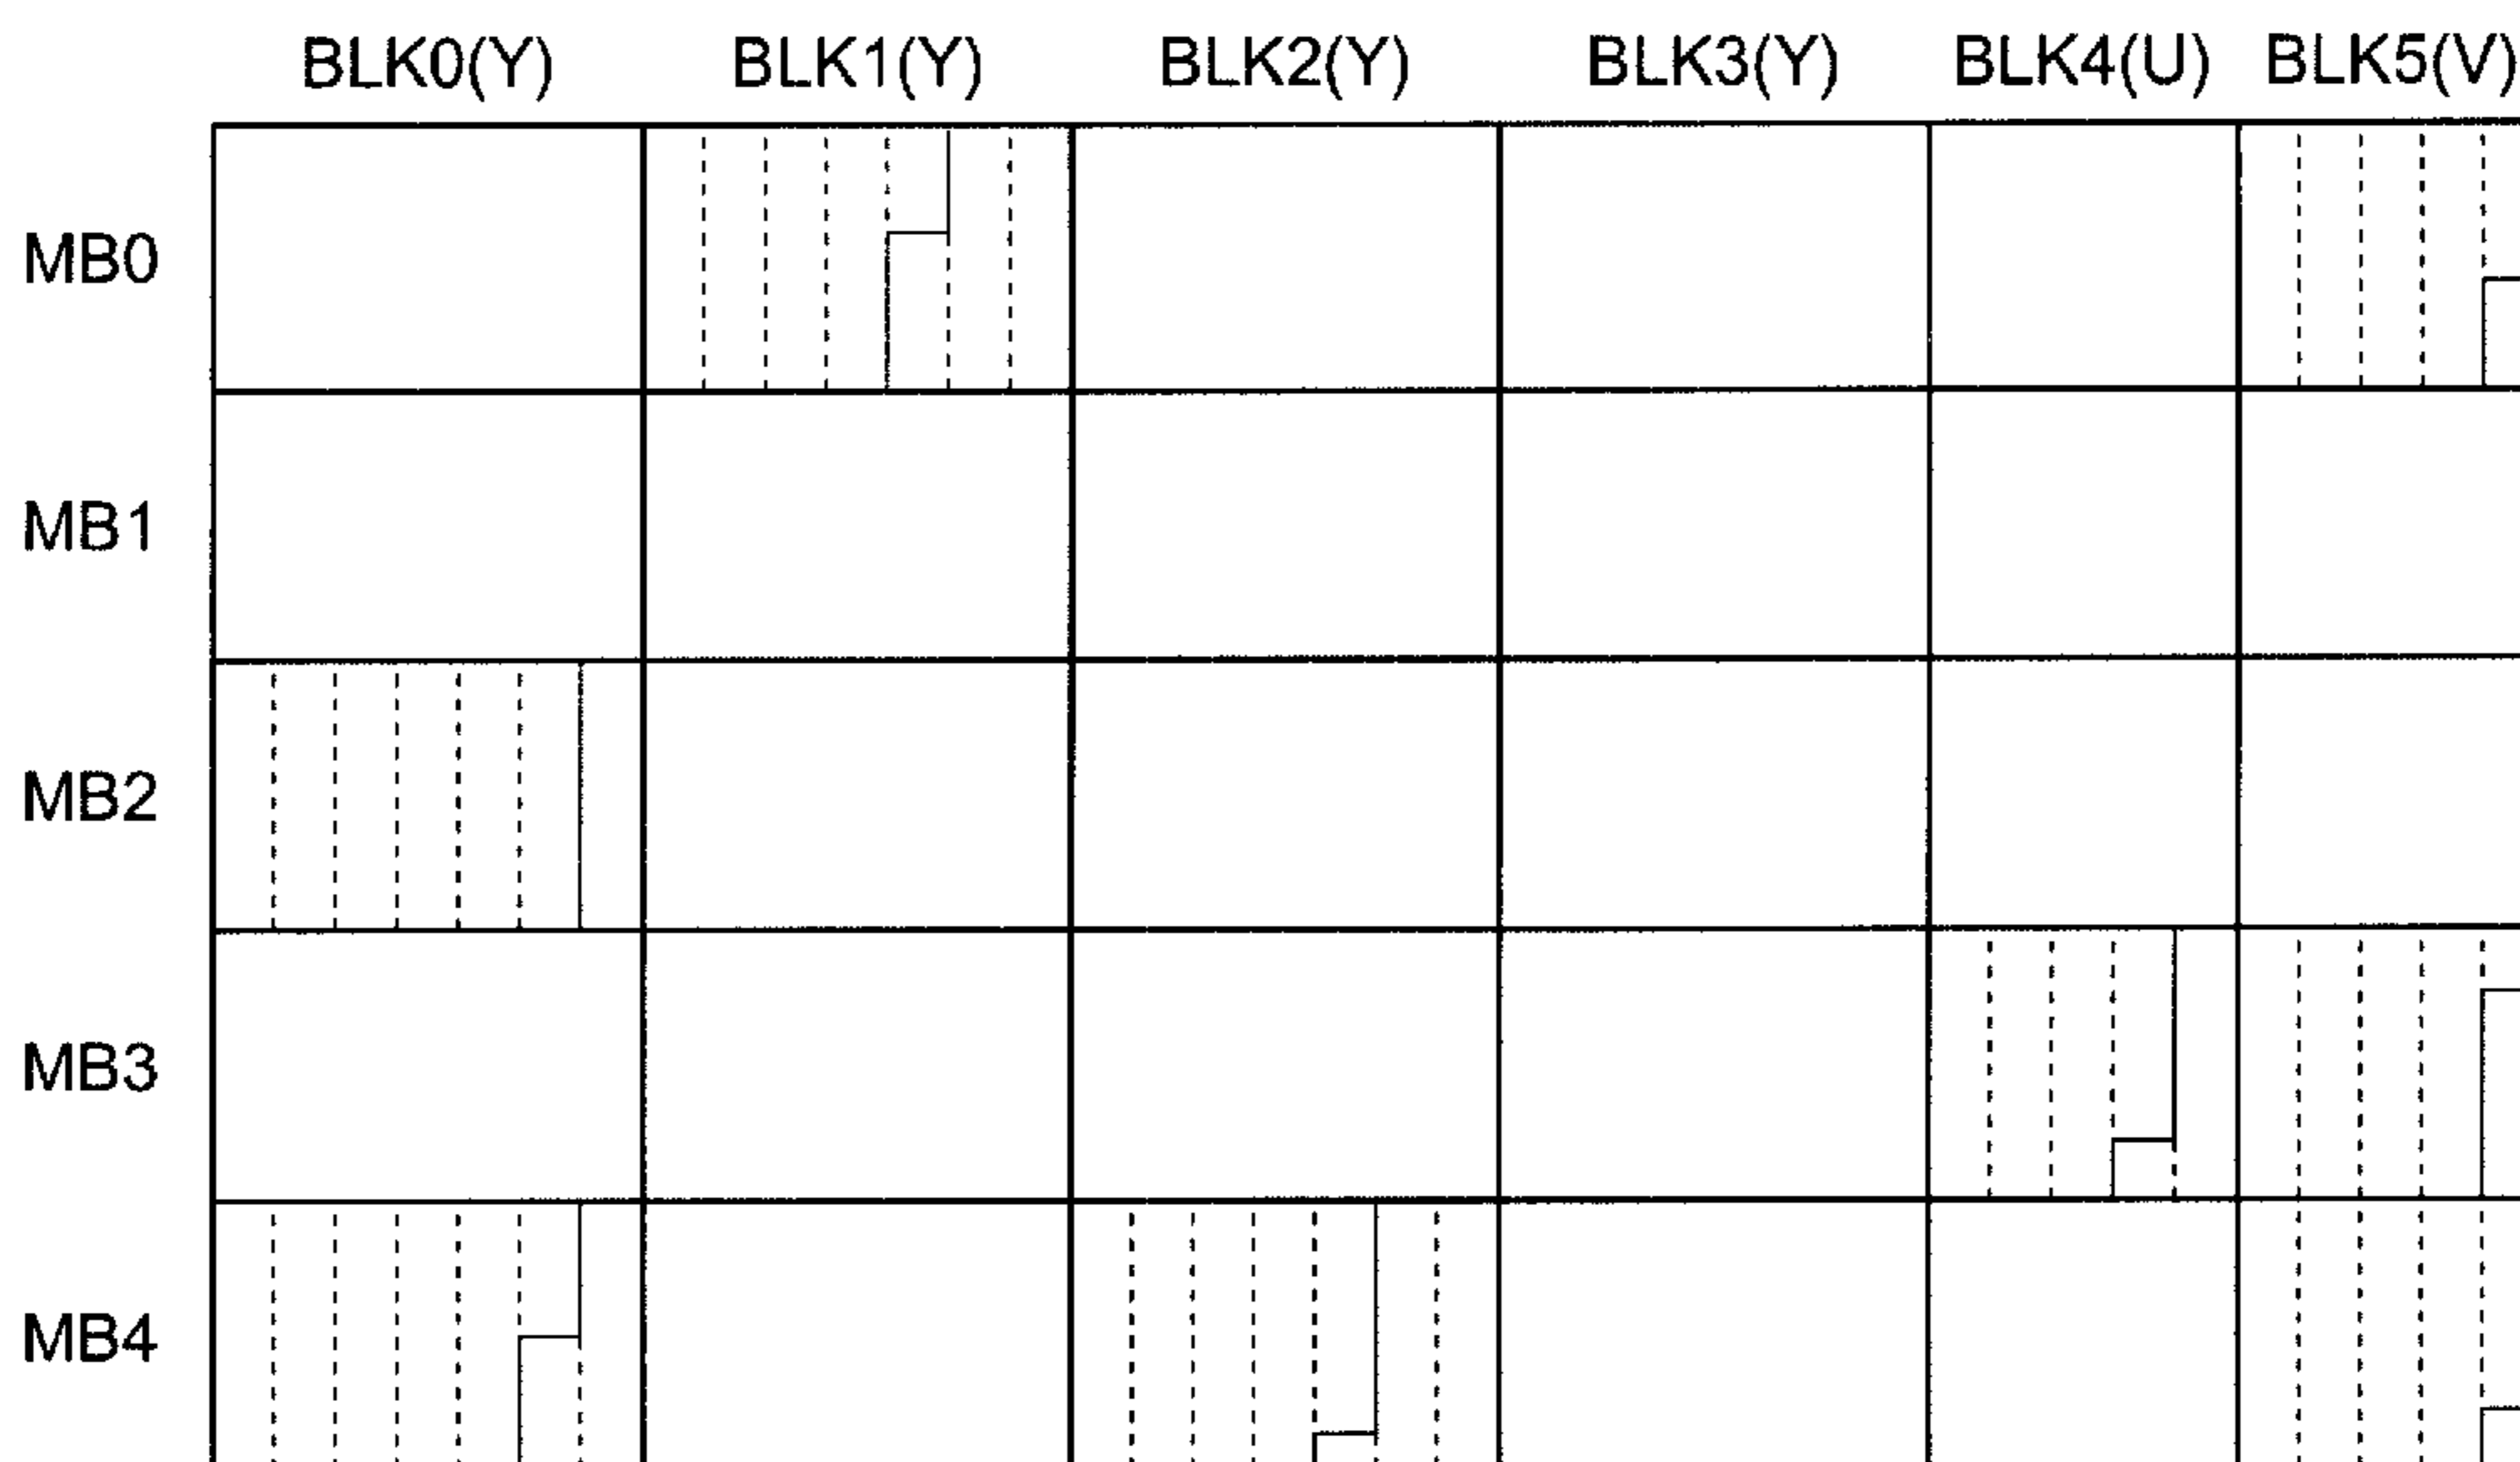 BLK0(Y) BLK1(Y) BLK2(Y) BLK3(Y) BLK4(U) BLK5(V)
MB0
MB1
MB2
MB3
MB4